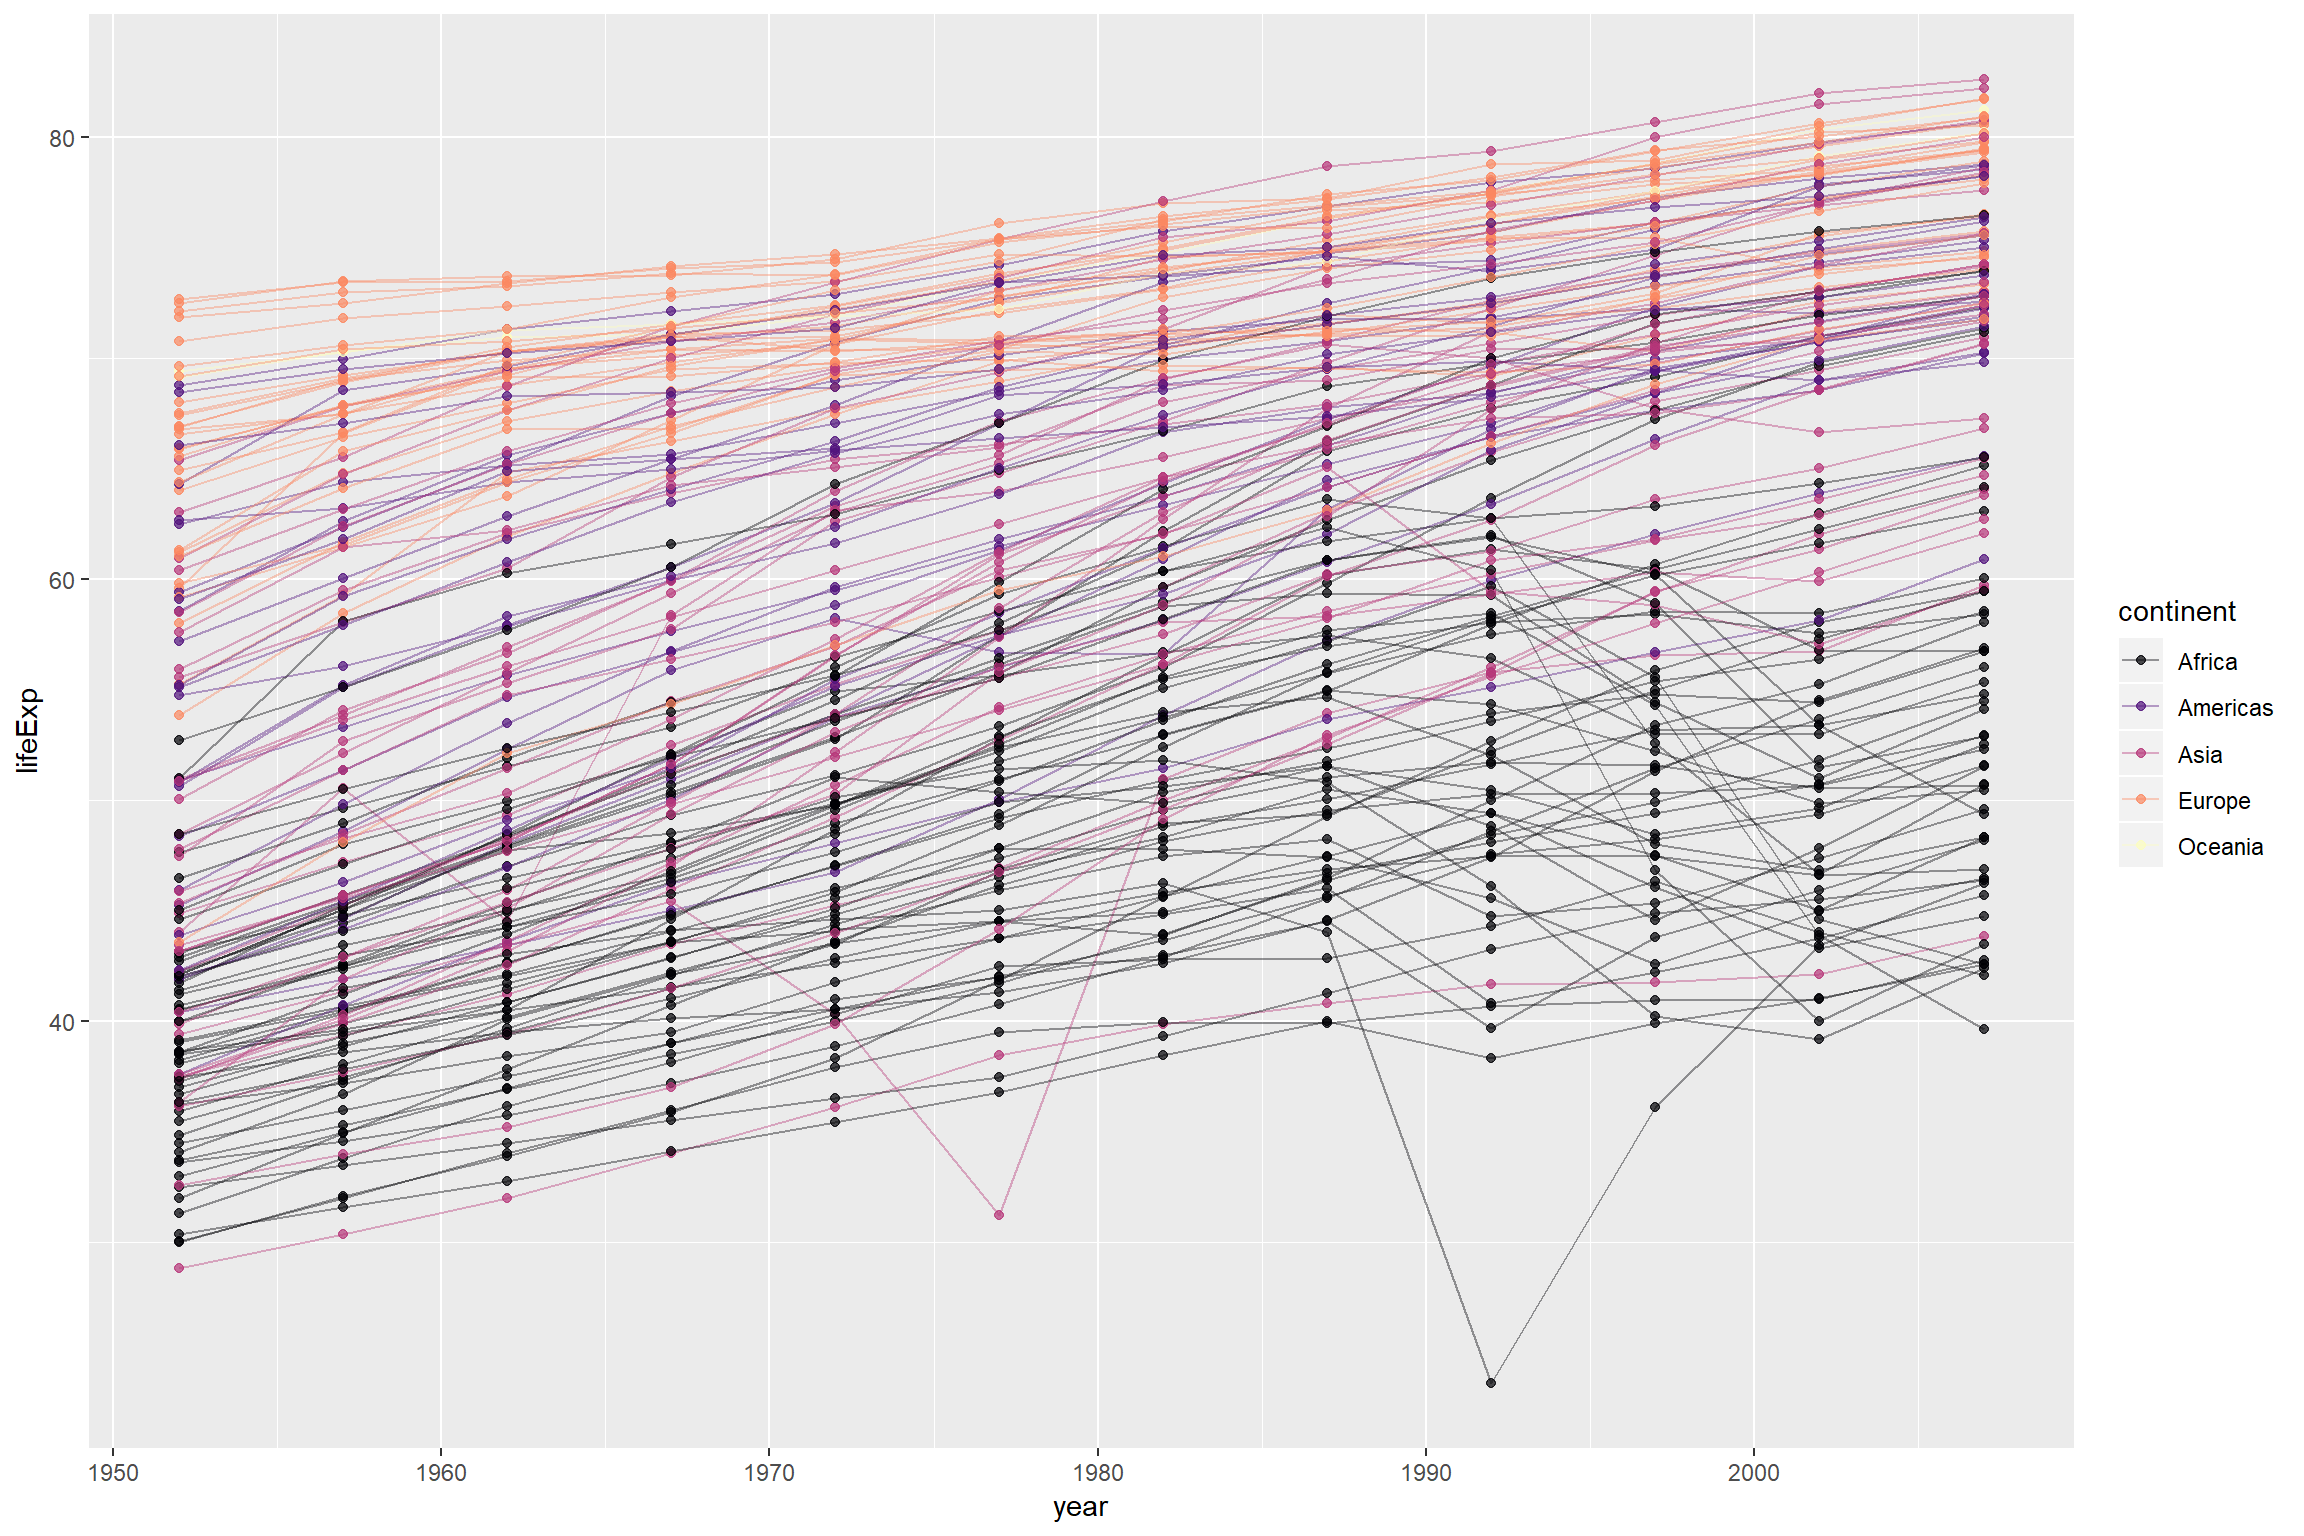 80
60
40
lifeExp
1950 1960 1970 1980 1990 2000
year
continent
Africa
Americas
Asia
Europe
Oceania